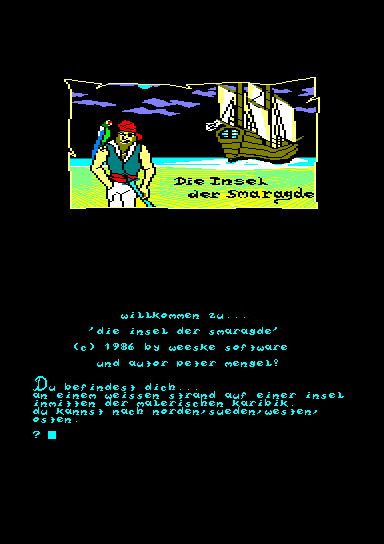 Die Insel
der Smaragde
willkommen zu...
'die insel der smaragde'
(c) 1986 by weeske software
und autor peter mengel!
Du befindest dich...
an einem weissen strand auf einer insel
inmitten der malerischen karibik.
du kannst nach norden,sueden,westen,
osten.
?